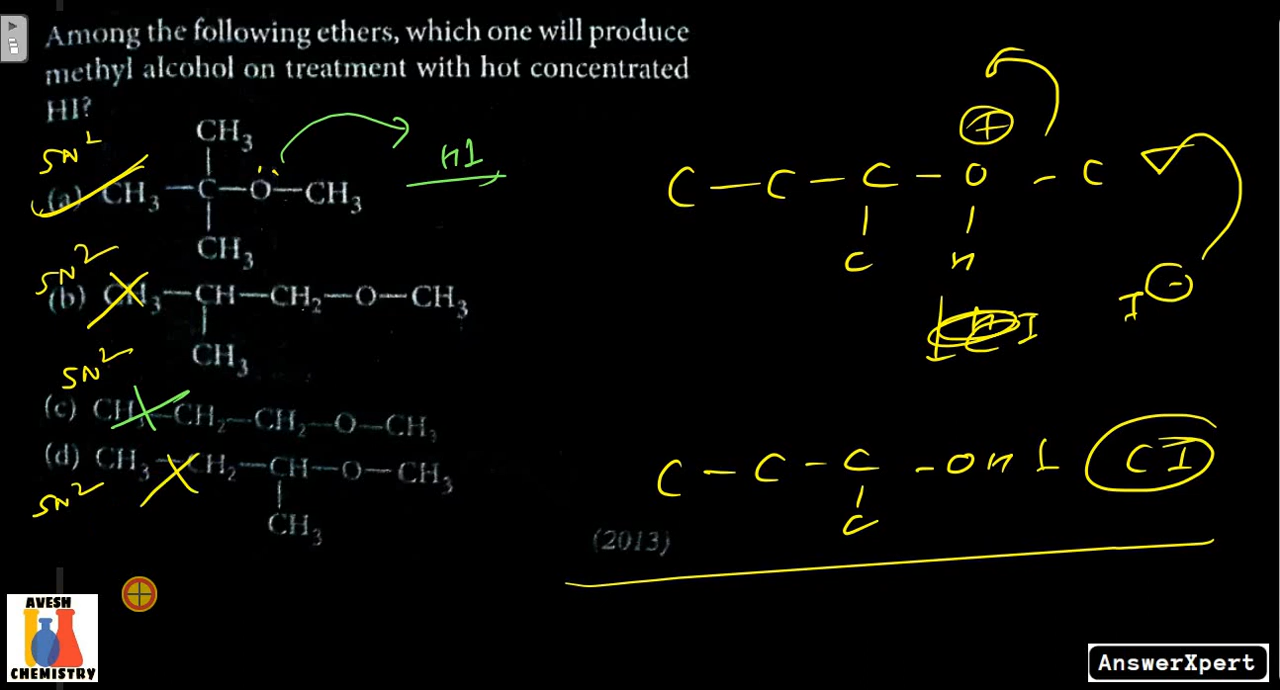 Among the following ethers, which one will produce
methyl alcohol on treatment with hot concentrated
HI?
SN1
CH3
(a) CH3—C—Ö—CH3
CH3
HI
SN2
(b) CH3—CH—CH2—O—CH3
CH3
SN2
(c) CH3—CH2—CH2—O—CH3
(d) CH3—CH2—CH—O—CH3
SN2
CH3
(2013)
+
C — C — C — O — C
C H
I -
I
C — C — C — OH CI
C
AVESH
CHEMISTRY
AnswerXpert